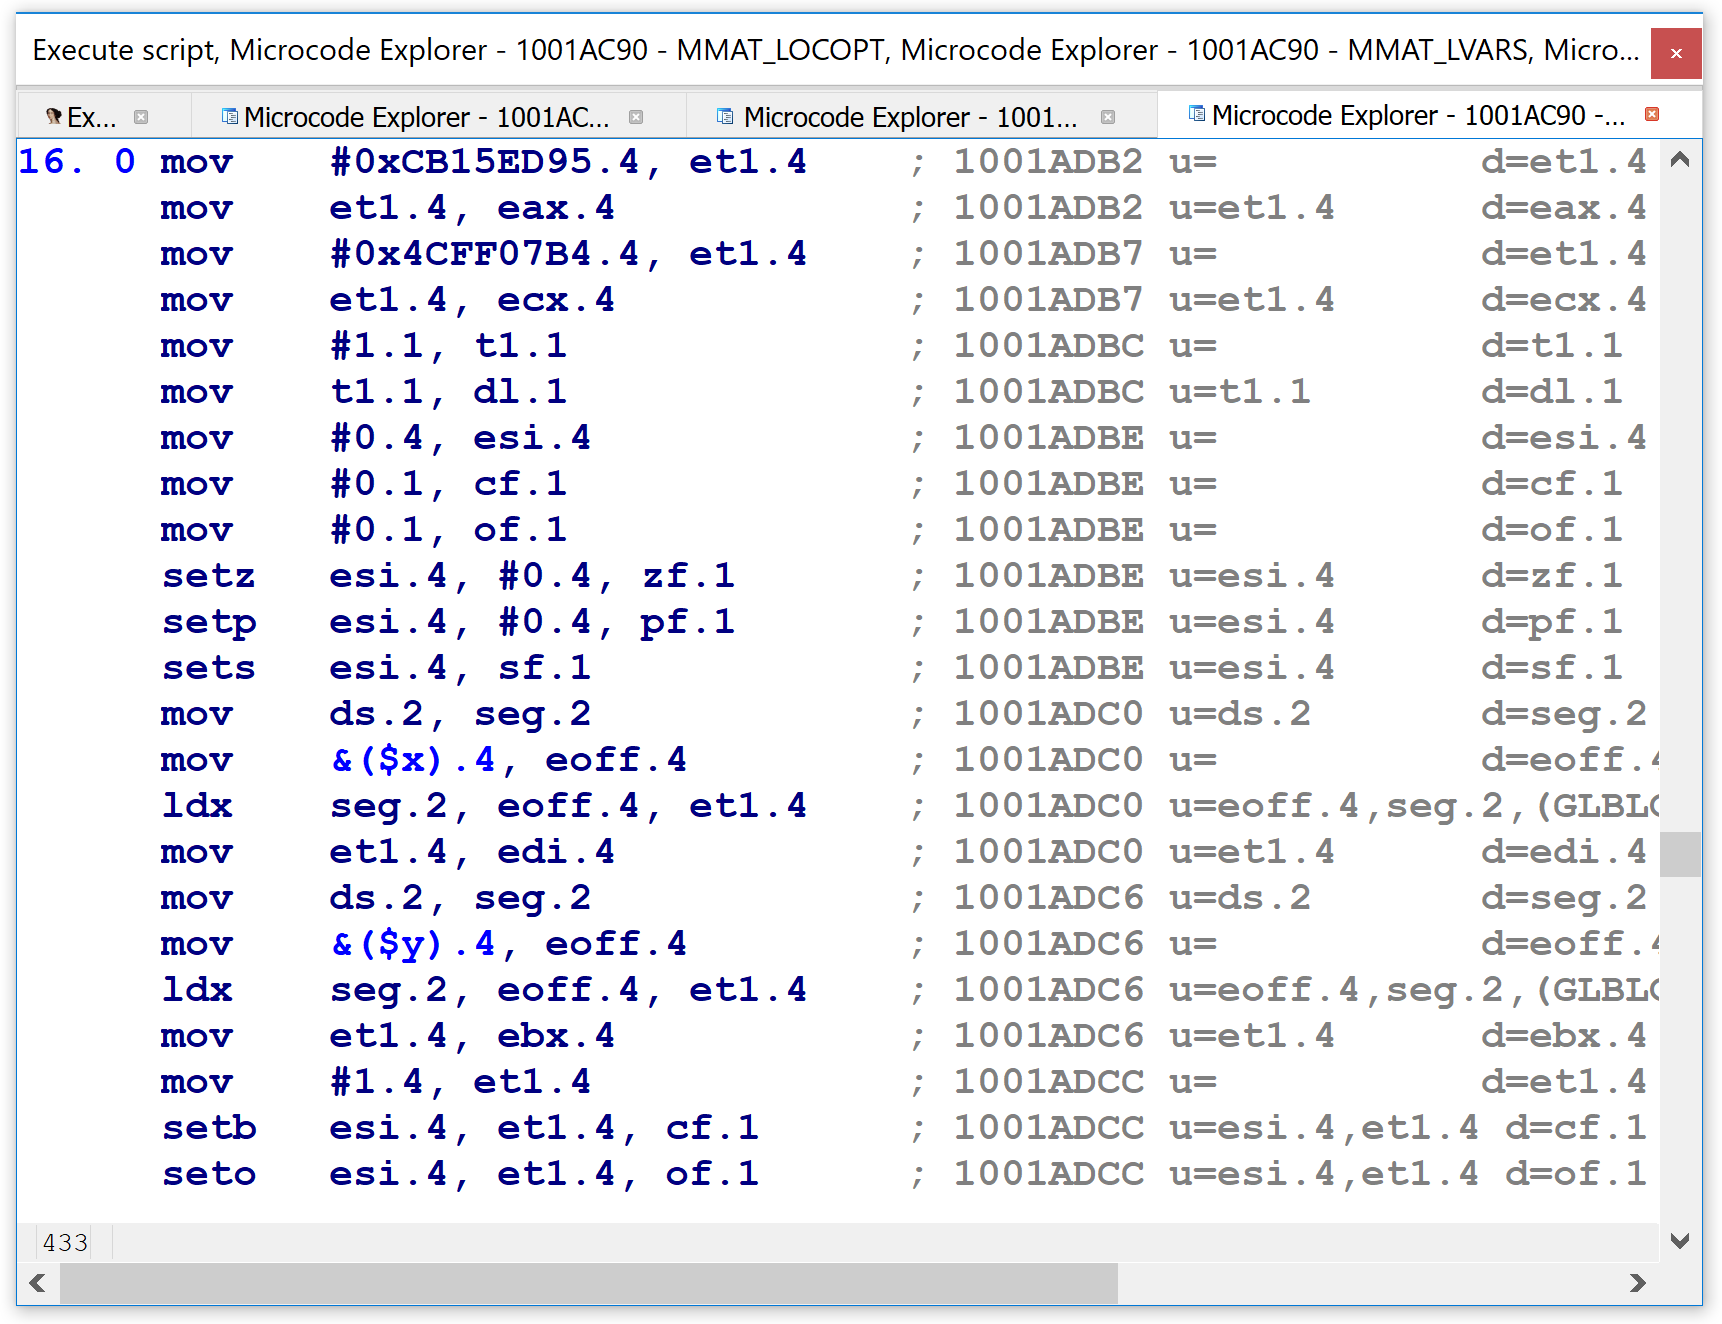 Execute script, Microcode Explorer - 1001AC90 - MMAT_LOCOPT, Microcode Explorer - 1001AC90 - MMAT_LVARS, Micro...
Ex... Microcode Explorer - 1001AC... Microcode Explorer - 1001... Microcode Explorer - 1001AC90 -...
16. 0 mov #0xCB15ED95.4, et1.4 ; 1001ADB2 u= d=et1.4
mov et1.4, eax.4 ; 1001ADB2 u=et1.4 d=eax.4
mov #0x4CFF07B4.4, et1.4 ; 1001ADB7 u= d=et1.4
mov et1.4, ecx.4 ; 1001ADB7 u=et1.4 d=ecx.4
mov #1.1, t1.1 ; 1001ADBC u= d=t1.1
mov t1.1, dl.1 ; 1001ADBC u=t1.1 d=dl.1
mov #0.4, esi.4 ; 1001ADBE u= d=esi.4
mov #0.1, cf.1 ; 1001ADBE u= d=cf.1
mov #0.1, of.1 ; 1001ADBE u= d=of.1
setz esi.4, #0.4, zf.1 ; 1001ADBE u=esi.4 d=zf.1
setp esi.4, #0.4, pf.1 ; 1001ADBE u=esi.4 d=pf.1
sets esi.4, sf.1 ; 1001ADBE u=esi.4 d=sf.1
mov ds.2, seg.2 ; 1001ADC0 u=ds.2 d=seg.2
mov &($x).4, eoff.4 ; 1001ADC0 u= d=eoff.4
ldx seg.2, eoff.4, et1.4 ; 1001ADC0 u=eoff.4,seg.2,(GLBLO
mov et1.4, edi.4 ; 1001ADC0 u=et1.4 d=edi.4
mov ds.2, seg.2 ; 1001ADC6 u=ds.2 d=seg.2
mov &($y).4, eoff.4 ; 1001ADC6 u= d=eoff.4
ldx seg.2, eoff.4, et1.4 ; 1001ADC6 u=eoff.4,seg.2,(GLBLO
mov et1.4, ebx.4 ; 1001ADC6 u=et1.4 d=ebx.4
mov #1.4, et1.4 ; 1001ADCC u= d=et1.4
setb esi.4, et1.4, cf.1 ; 1001ADCC u=esi.4,et1.4 d=cf.1
seto esi.4, et1.4, of.1 ; 1001ADCC u=esi.4,et1.4 d=of.1
433